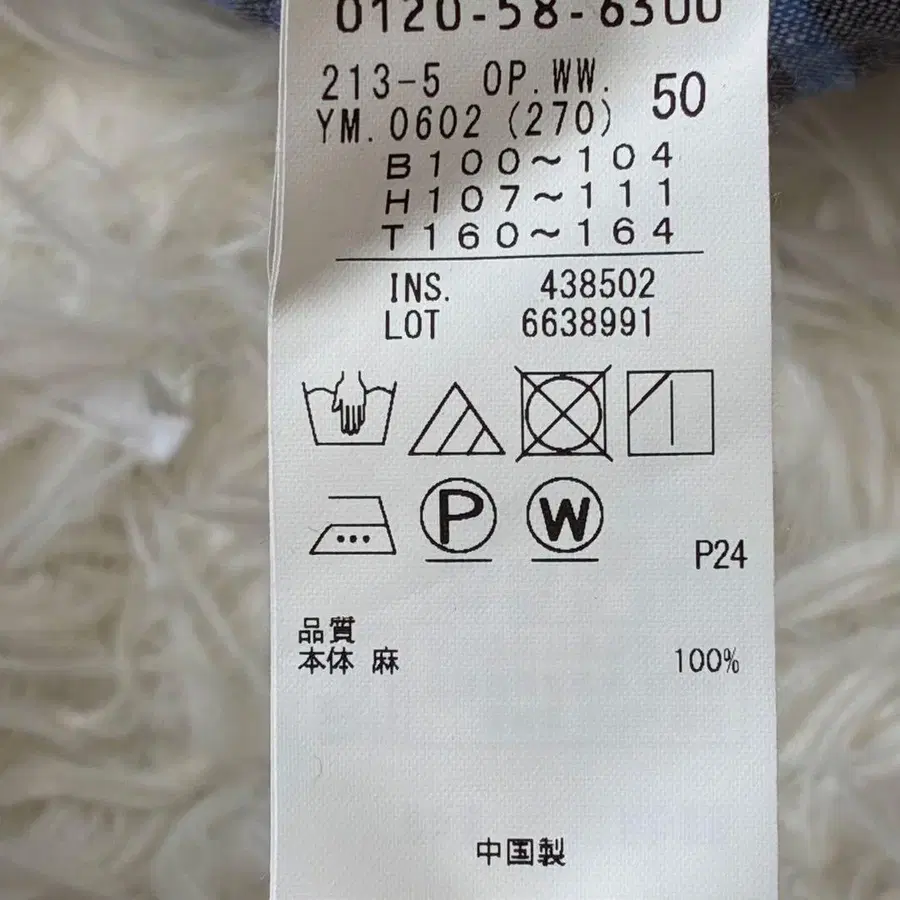 0120-58-6300
213-5 OP.WW.
YM.0602(270) 50
B100~104
H107~111
T160~164
INS. 438502
LOT 6638991
P W
P24
品質
本体 麻 100%
中国製